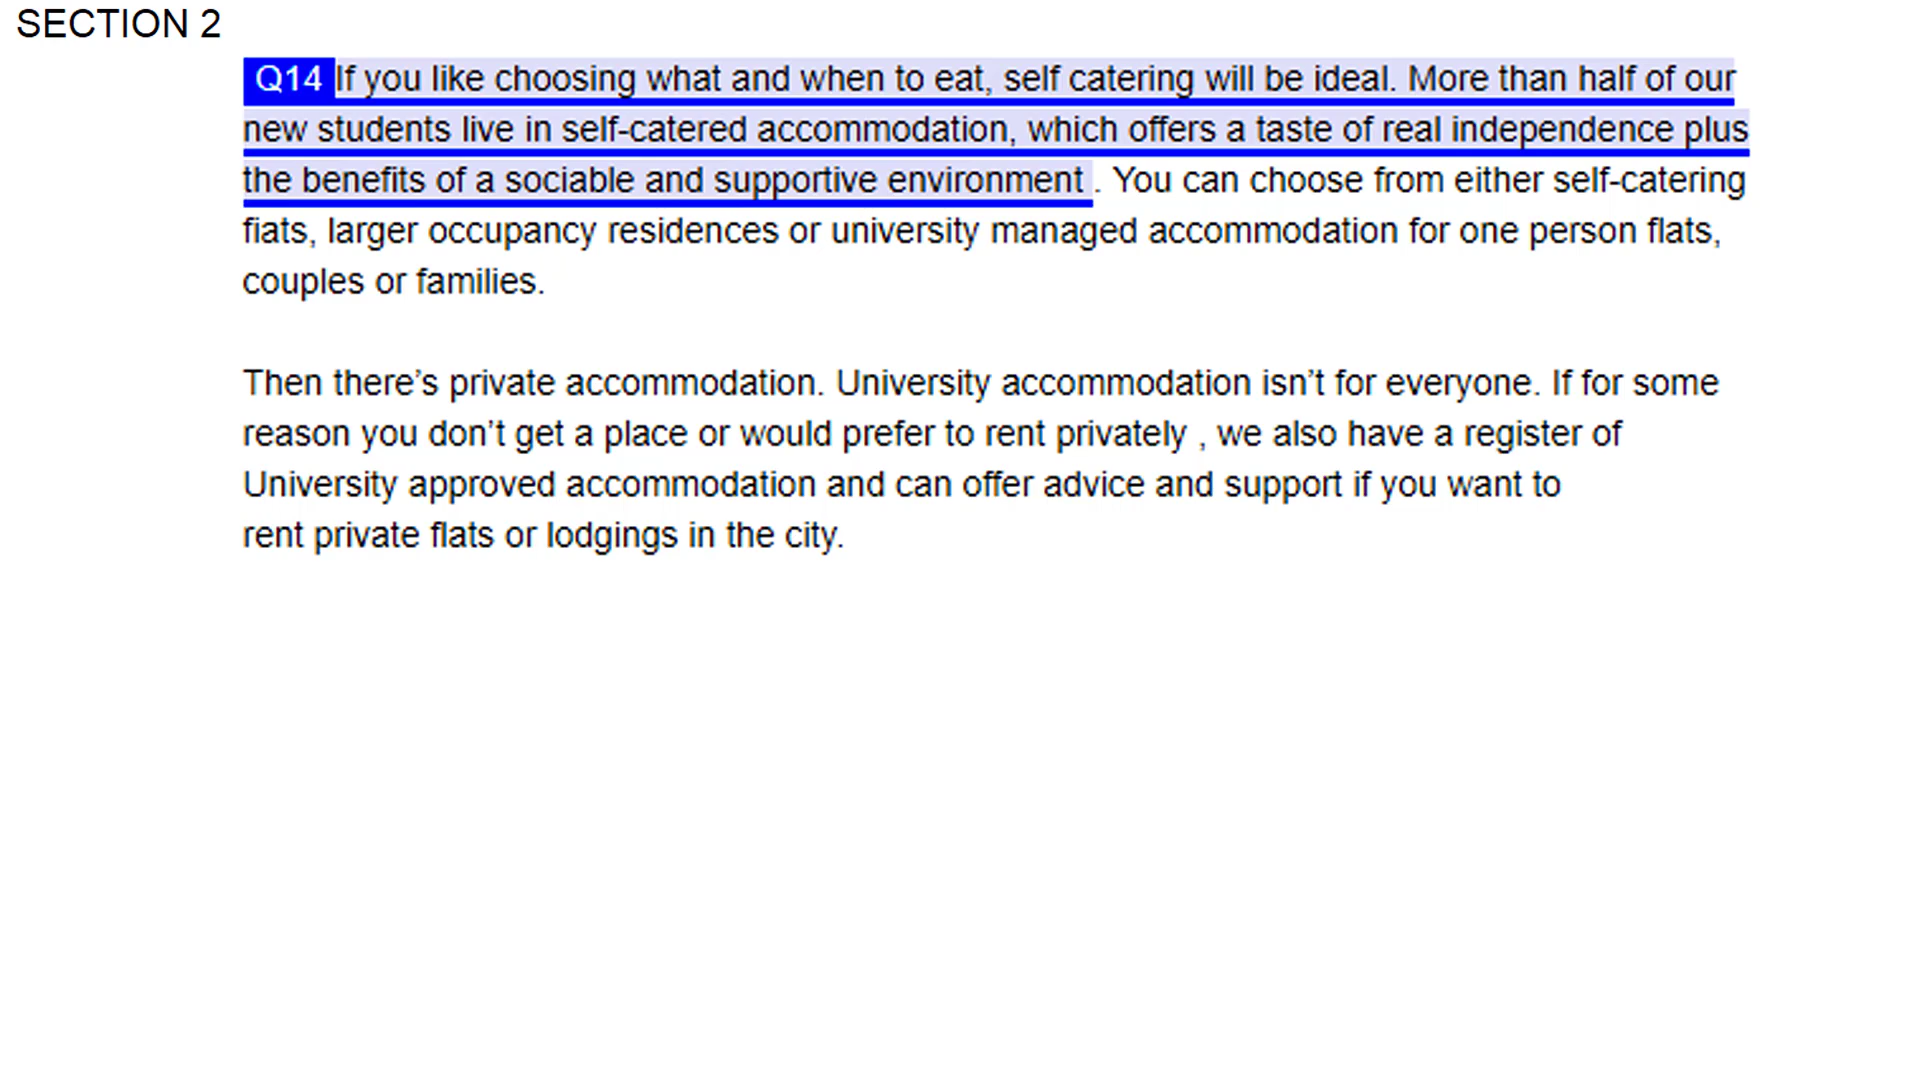 SECTION 2
Q14 If you like choosing what and when to eat, self catering will be ideal. More than half of our
new students live in self-catered accommodation, which offers a taste of real independence plus
the benefits of a sociable and supportive environment . You can choose from either self-catering
fiats, larger occupancy residences or university managed accommodation for one person flats,
couples or families.
Then there’s private accommodation. University accommodation isn’t for everyone. If for some
reason you don’t get a place or would prefer to rent privately , we also have a register of
University approved accommodation and can offer advice and support if you want to
rent private flats or lodgings in the city.